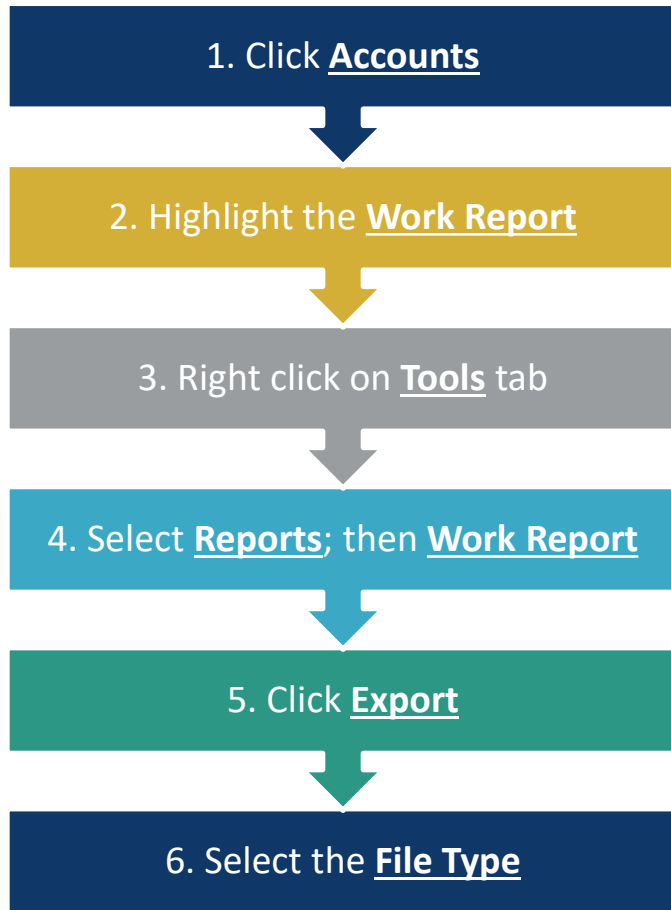 1. Click Accounts
2. Highlight the Work Report
3. Right click on Tools tab
4. Select Reports; then Work Report
5. Click Export
6. Select the File Type